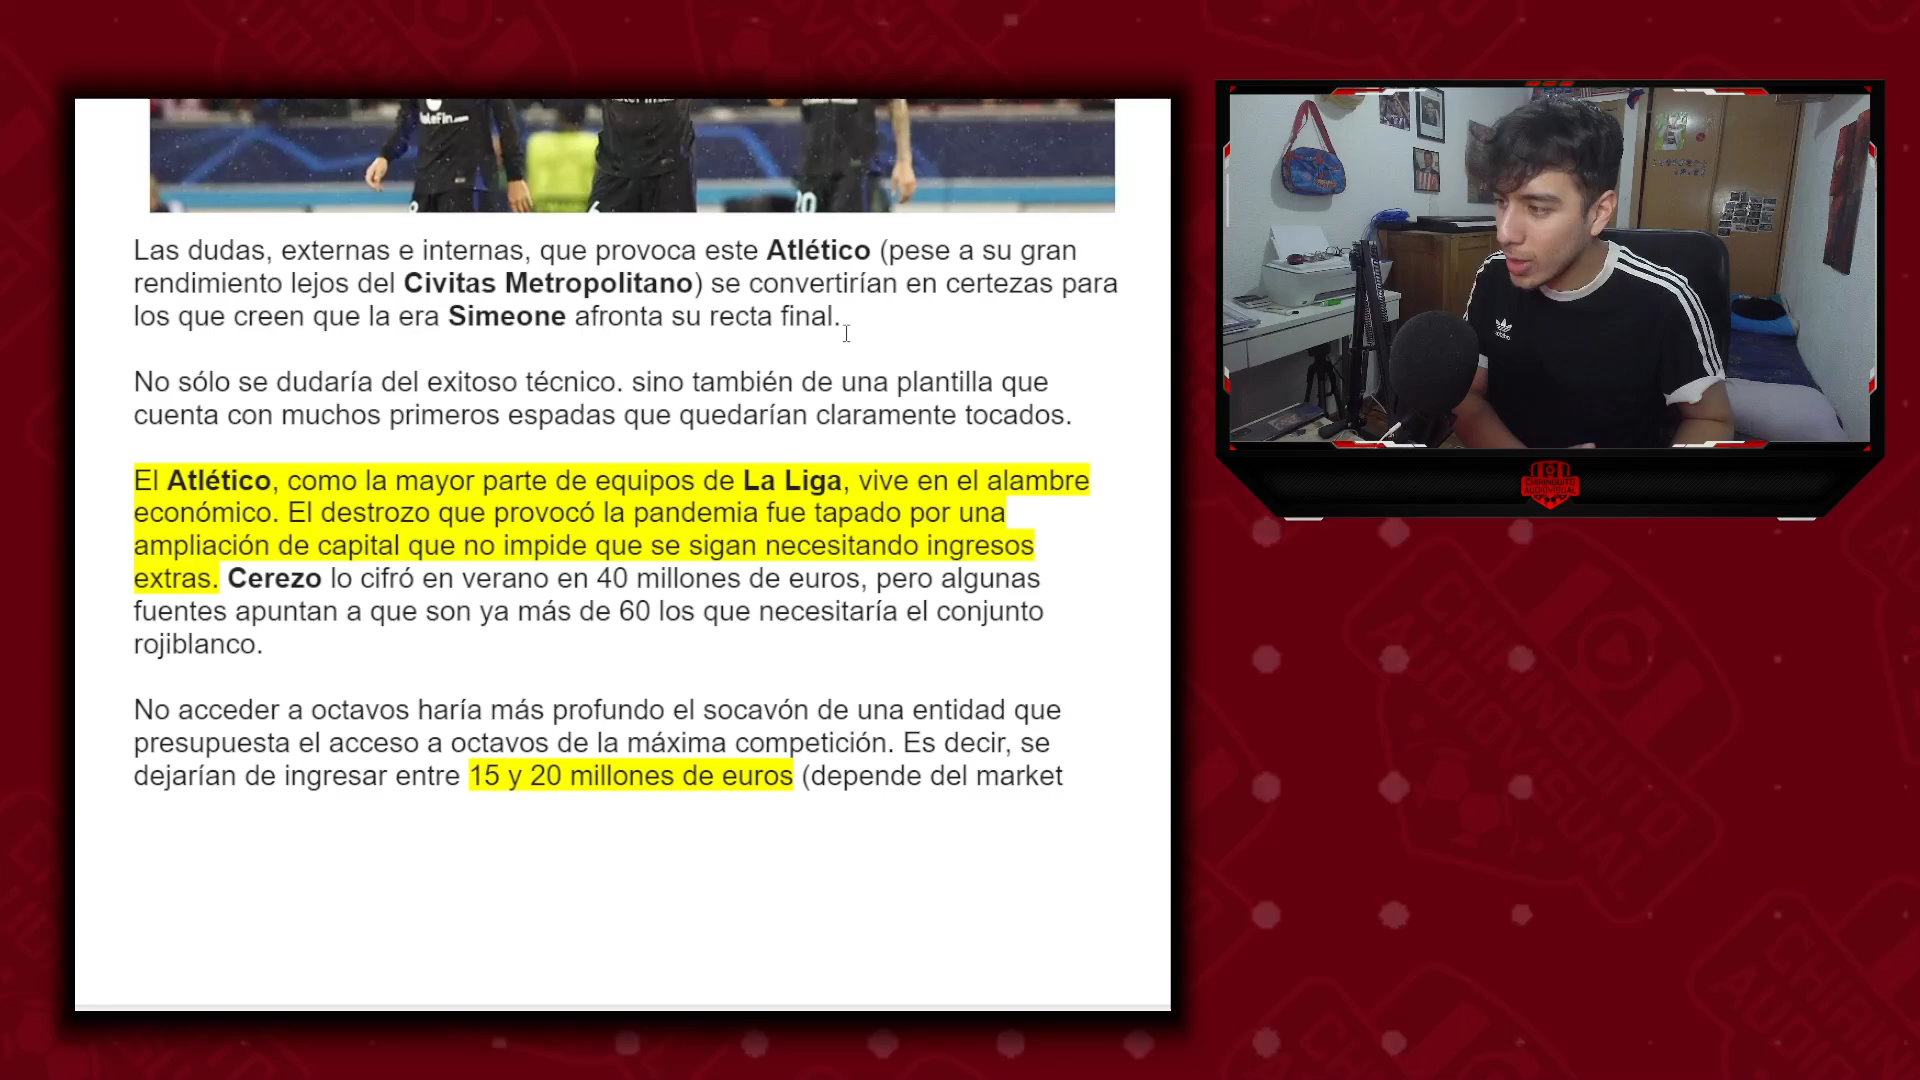 Las dudas, externas e internas, que provoca este Atlético (pese a su gran
rendimiento lejos del Civitas Metropolitano) se convertirían en certezas para
los que creen que la era Simeone afronta su recta final.
No sólo se dudaría del exitoso técnico. sino también de una plantilla que
cuenta con muchos primeros espadas que quedarían claramente tocados.
El Atlético, como la mayor parte de equipos de La Liga, vive en el alambre
económico. El destrozo que provocó la pandemia fue tapado por una
ampliación de capital que no impide que se sigan necesitando ingresos
extras. Cerezo lo cifró en verano en 40 millones de euros, pero algunas
fuentes apuntan a que son ya más de 60 los que necesitaría el conjunto
rojiblanco.
No acceder a octavos haría más profundo el socavón de una entidad que
presupuesta el acceso a octavos de la máxima competición. Es decir, se
dejarían de ingresar entre 15 y 20 millones de euros (depende del market
adidas
CHIRINGUITO
AUDIOVISUAL
CHIRINGUITO
AUDIOVISUAL